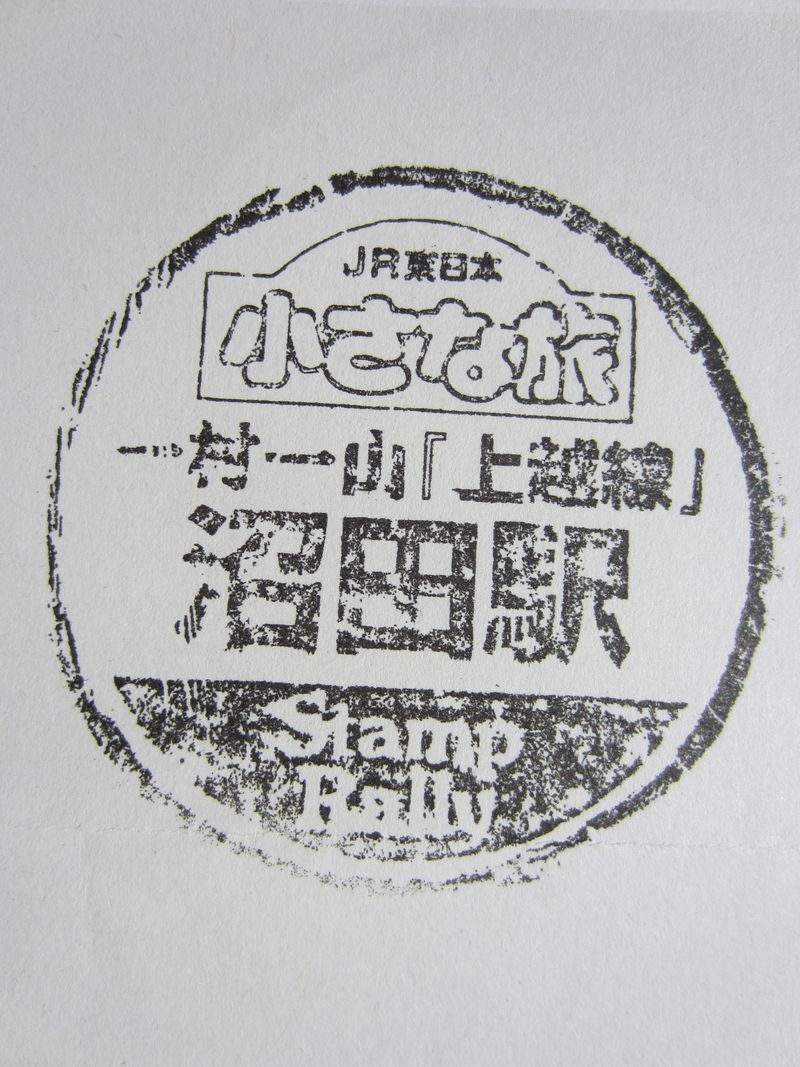 JR東日本
小さな旅
一村一山「上越線」
沼田駅
Stamp
Rally